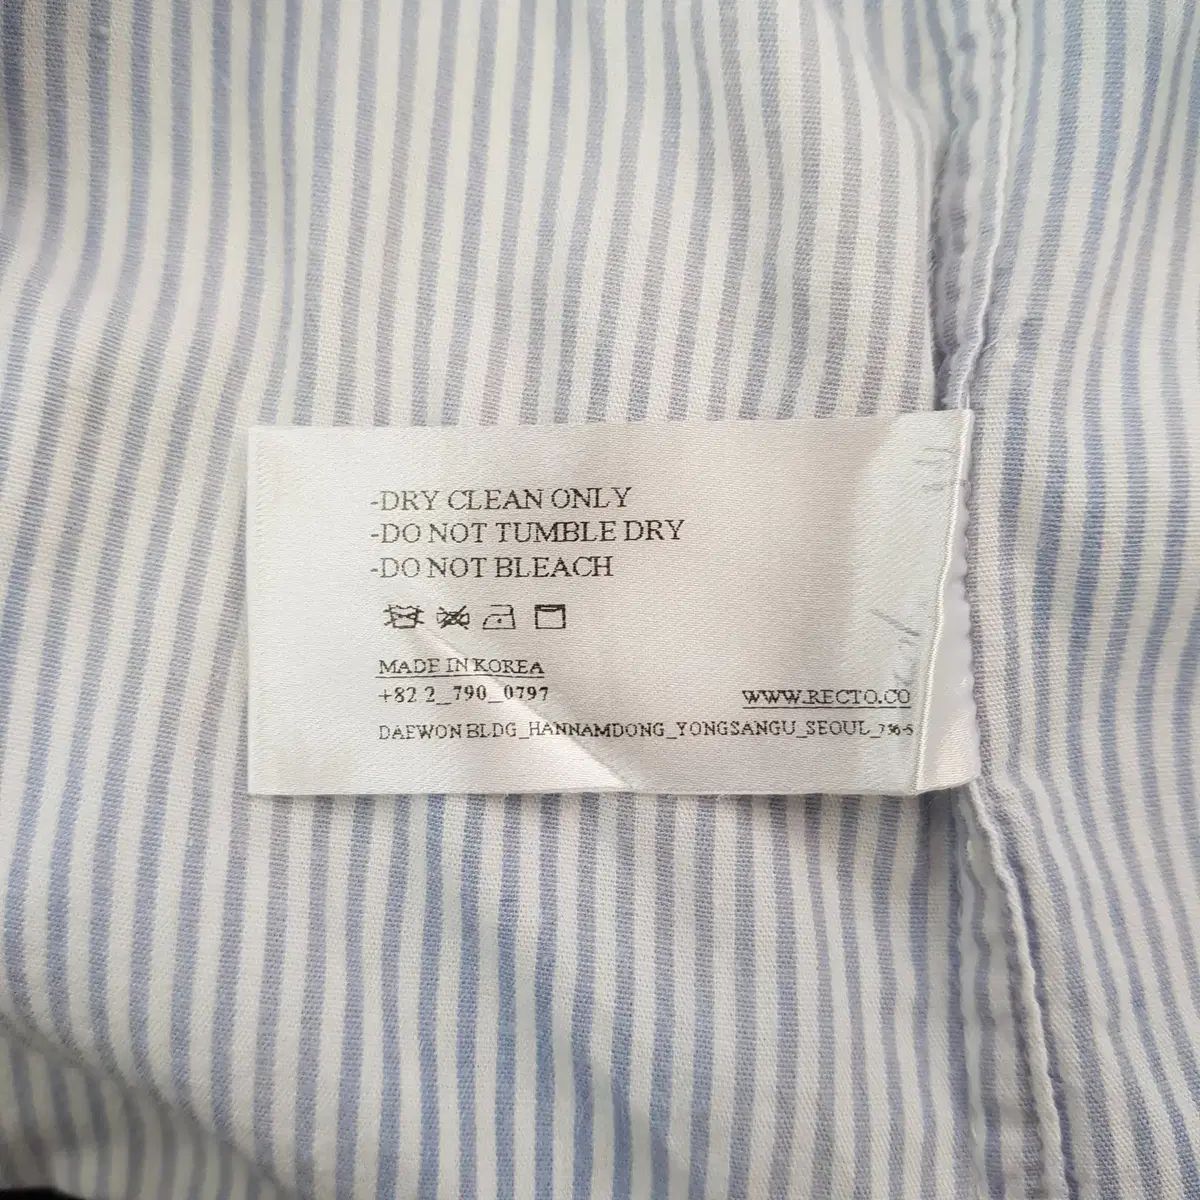 -DRY CLEAN ONLY
-DO NOT TUMBLE DRY
-DO NOT BLEACH
MADE IN KOREA
+82 2_790_0797
WWW.RECTO.CO
DAEWON BLDG_HANNAMDONG_YONGSANGU_SEOUL_